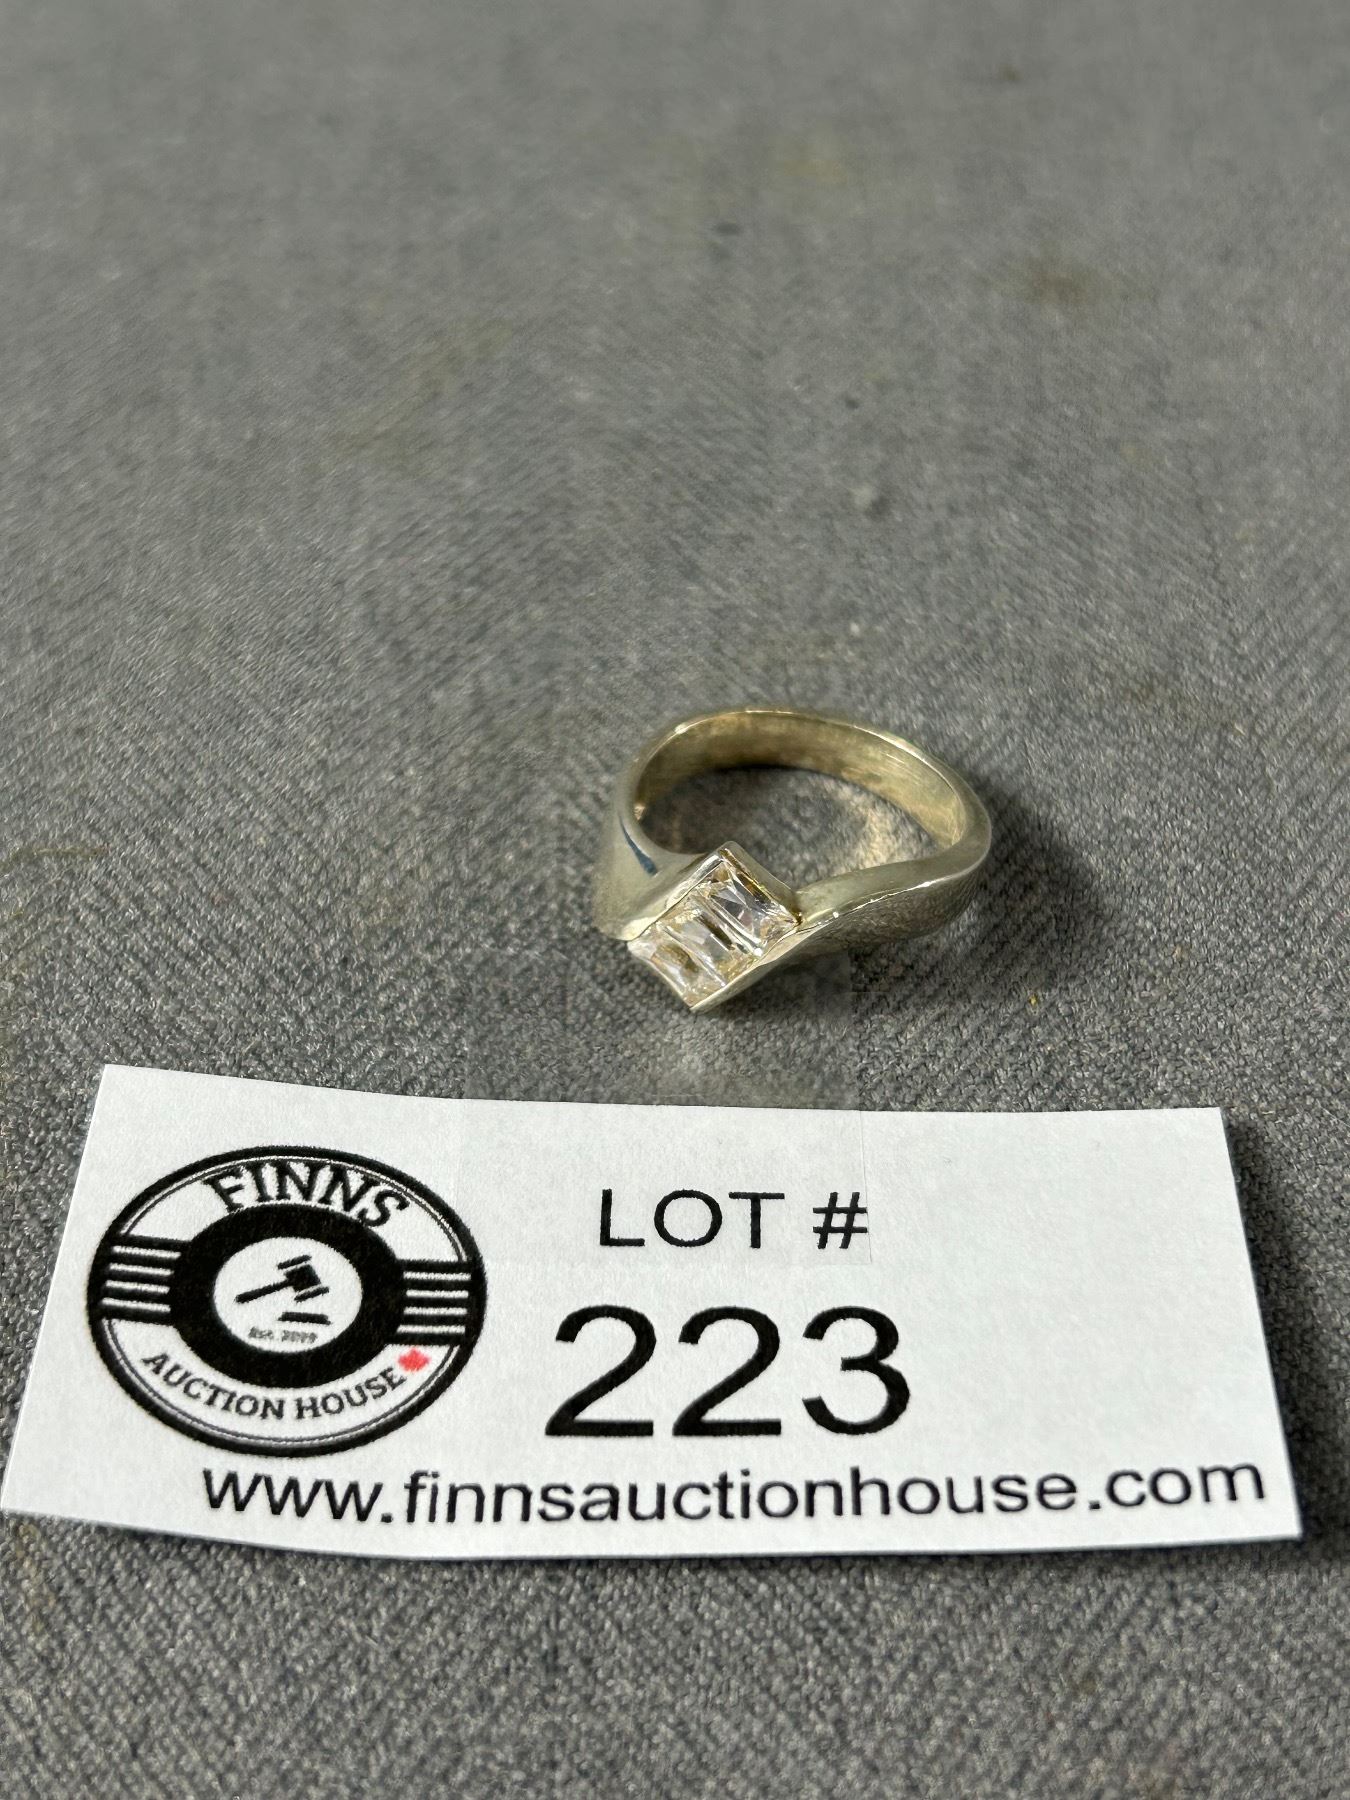 FINNS
AUCTION HOUSE
LOT #
223
www.finnsauctionhouse.com